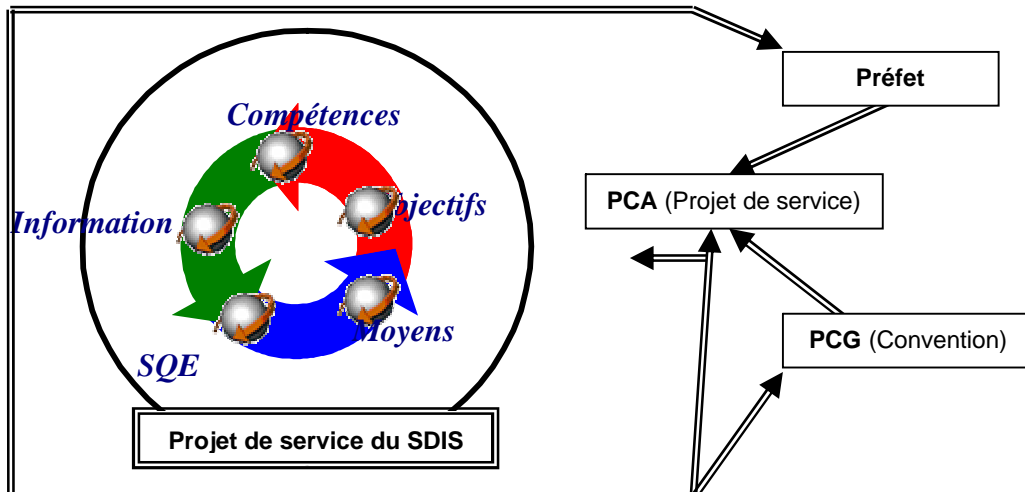 Préfet
Compétences
PCA (Projet de service)
bjectifs
Information
Moyens
PCG (Convention)
SQE
Projet de service du SDIS